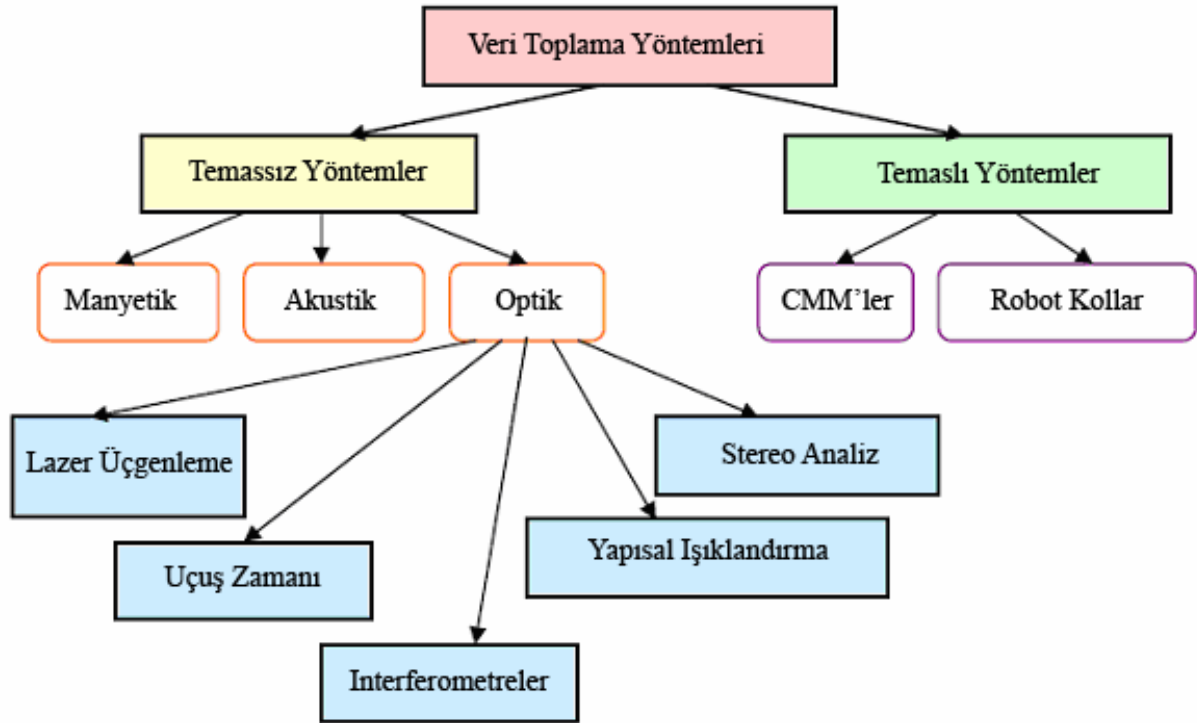 Veri Toplama Yöntemleri
Temassız Yöntemler
Temaslı Yöntemler
Manyetik
Akustik
Optik
CMM’ler
Robot Kollar
Lazer Üçgenleme
Stereo Analiz
Uçuş Zamanı
Yapısal Işıklandırma
Interferometreler